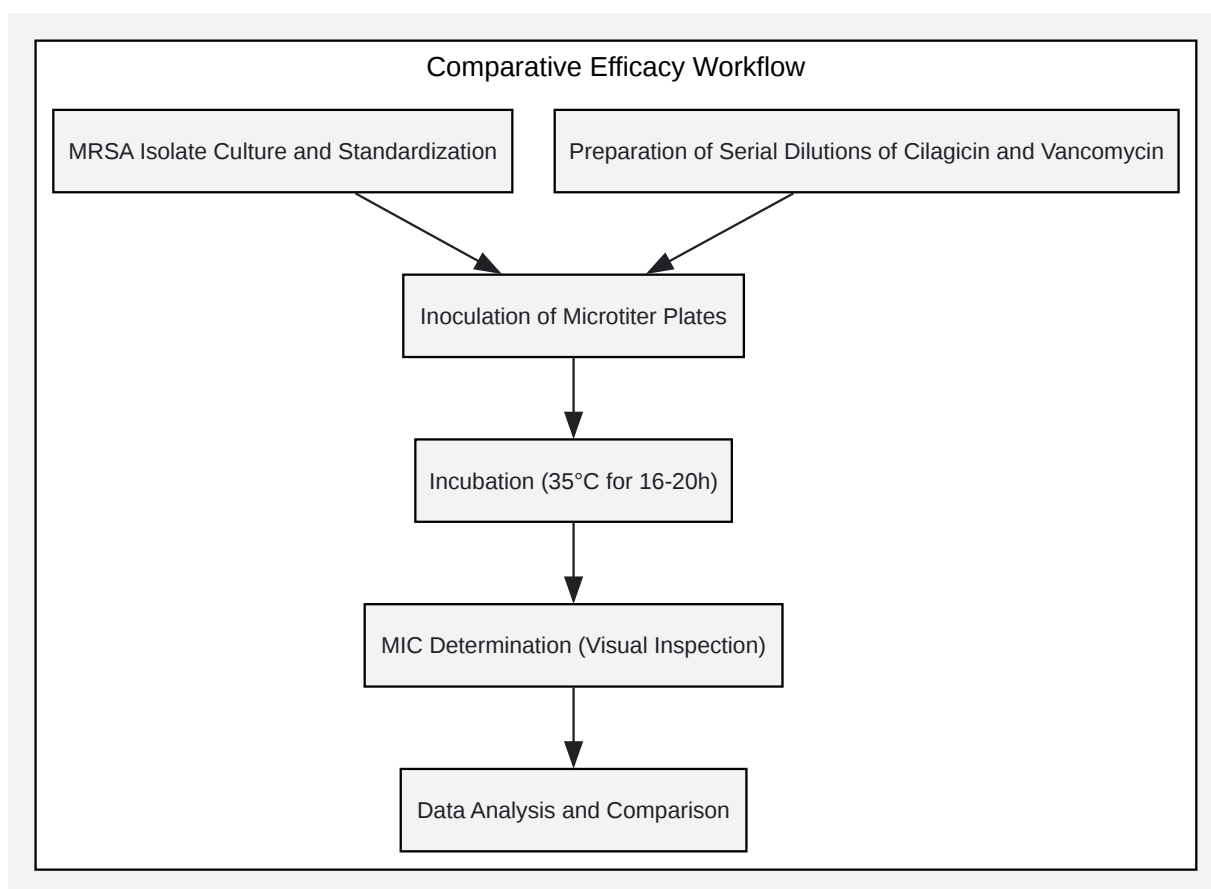 Comparative Efficacy Workflow
MRSA Isolate Culture and Standardization
Preparation of Serial Dilutions of Cilagicin and Vancomycin
Inoculation of Microtiter Plates
Incubation (35°C for 16-20h)
MIC Determination (Visual Inspection)
Data Analysis and Comparison